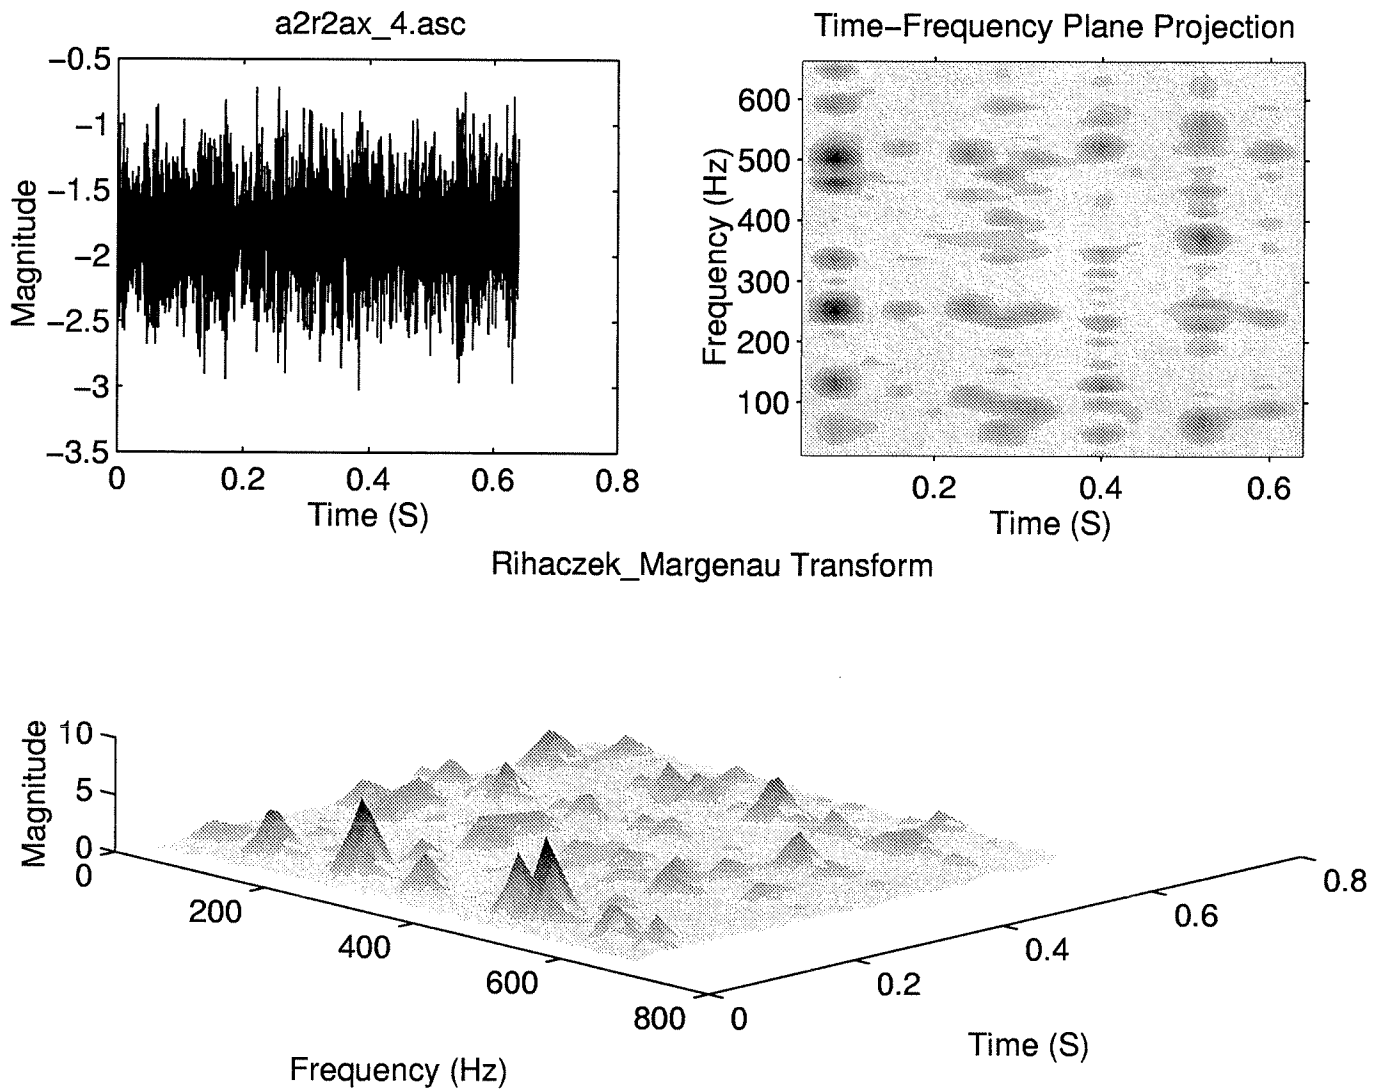 a2r2ax_4.asc
Magnitude
−0.5
−1
−1.5
−2
−2.5
−3
−3.5
0 0.2 0.4 0.6 0.8
Time (S)
Time−Frequency Plane Projection
Frequency (Hz)
600
500
400
300
200
100
0.2 0.4 0.6
Time (S)
Rihaczek_Margenau Transform
Magnitude
10
5
0
0
200
400
600
800
Frequency (Hz)
0
0.2
0.4
0.6
0.8
Time (S)